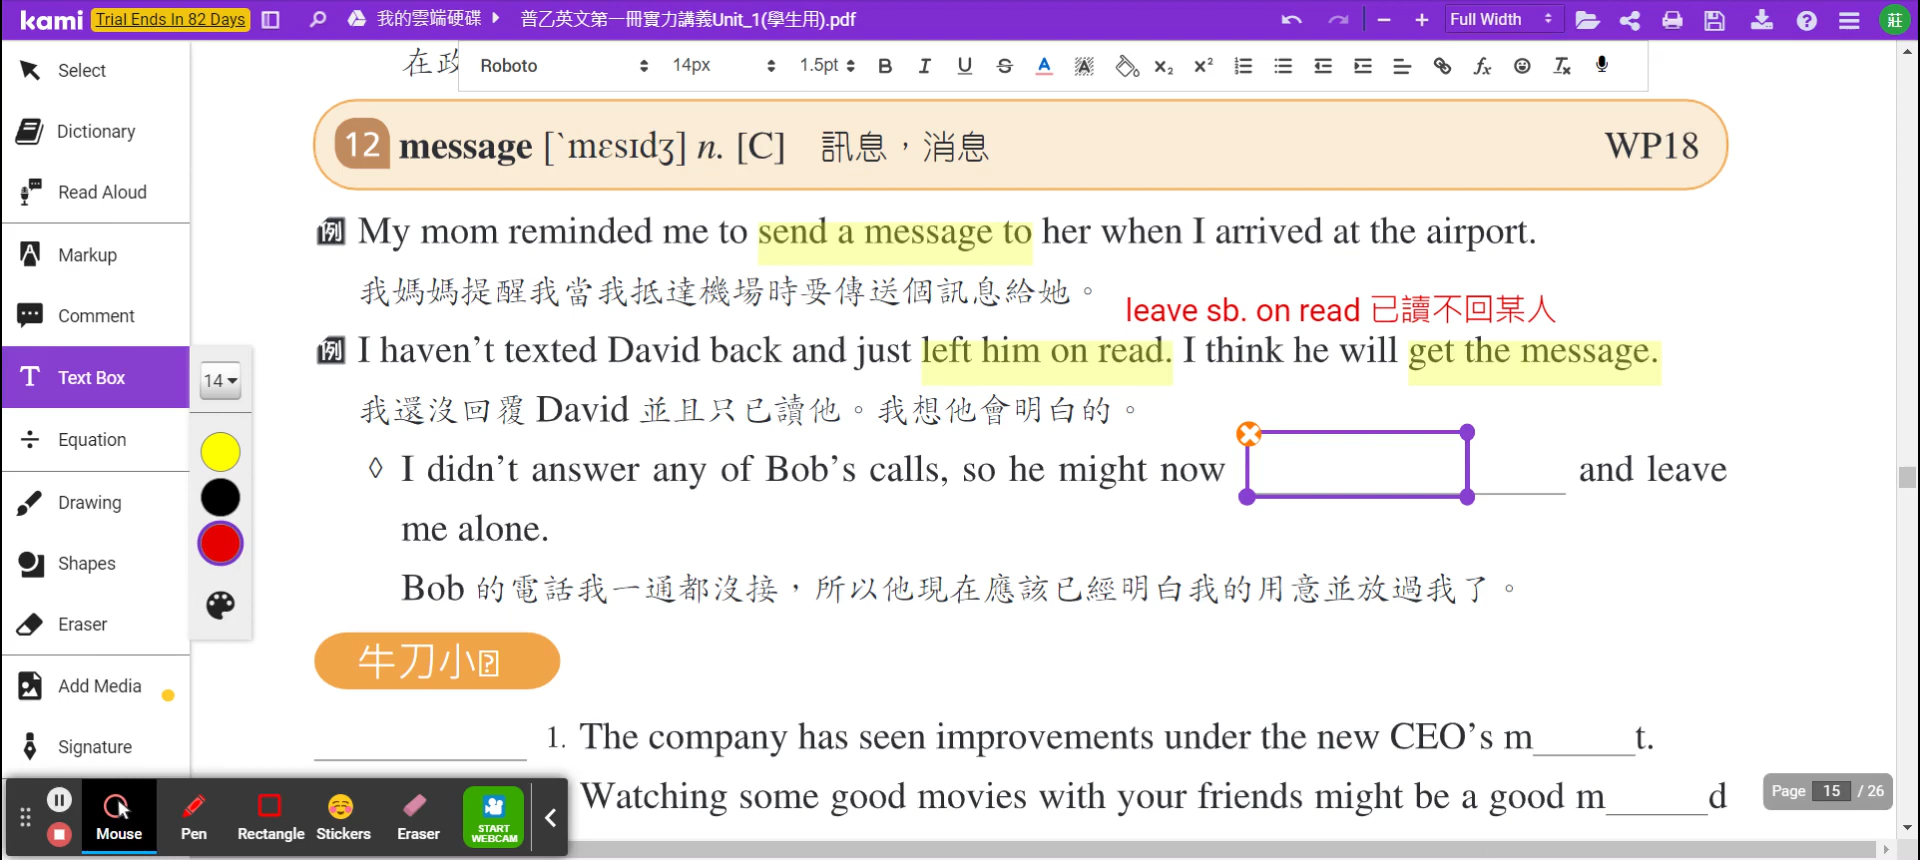 kami Trial Ends In 82 Days 我的雲端硬碟 普乙英文第一冊實力講義Unit_1(學生用).pdf Full Width 莊
Select
Dictionary
Read Aloud
Markup
Comment
Text Box
Equation
Drawing
Shapes
Eraser
Add Media
Signature
14
Roboto 14px 1.5pt B I U S A X₂ X² fx Tx
在政
12 message [ˋmɛsɪdʒ] n. [C] 訊息，消息 WP18
例 My mom reminded me to send a message to her when I arrived at the airport.
我媽媽提醒我當我抵達機場時要傳送個訊息給她。
leave sb. on read 已讀不回某人
例 I haven’t texted David back and just left him on read. I think he will get the message.
我還沒回覆 David 並且只已讀他。我想他會明白的。
◊ I didn’t answer any of Bob’s calls, so he might now ________ and leave
me alone.
Bob 的電話我一通都沒接，所以他現在應該已經明白我的用意並放過我了。
牛刀小?
________ 1. The company has seen improvements under the new CEO’s m______t.
Watching some good movies with your friends might be a good m______d
Page 15 / 26
Mouse Pen Rectangle Stickers Eraser START WEBCAM